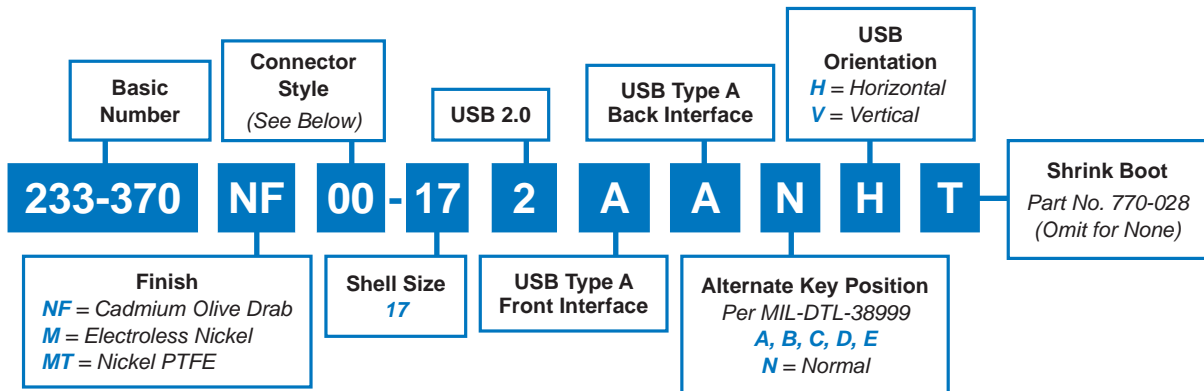 Basic
Number
Connector
Style
(See Below)
USB 2.0
USB Type A
Back Interface
USB
Orientation
H = Horizontal
V = Vertical
233-370 NF 00 - 17 2 A A N H T
Shrink Boot
Part No. 770-028
(Omit for None)
Finish
NF = Cadmium Olive Drab
M = Electroless Nickel
MT = Nickel PTFE
Shell Size
17
USB Type A
Front Interface
Alternate Key Position
Per MIL-DTL-38999
A, B, C, D, E
N = Normal